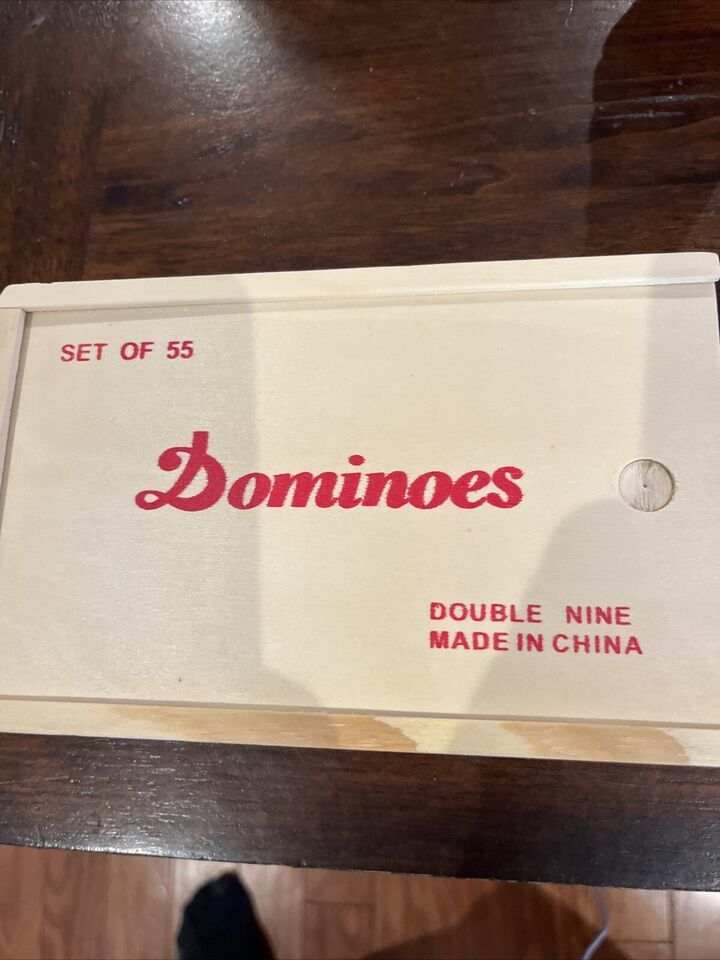 SET OF 55
Dominoes
DOUBLE NINE
MADE IN CHINA